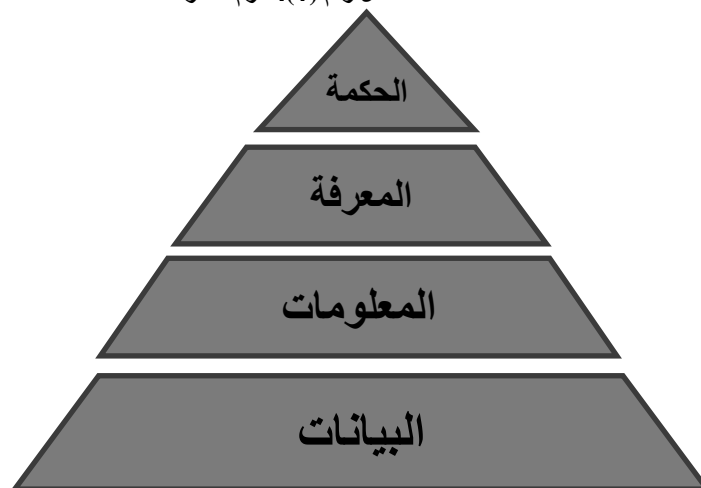 الحكمة
المعرفة
المعلومات
البيانات